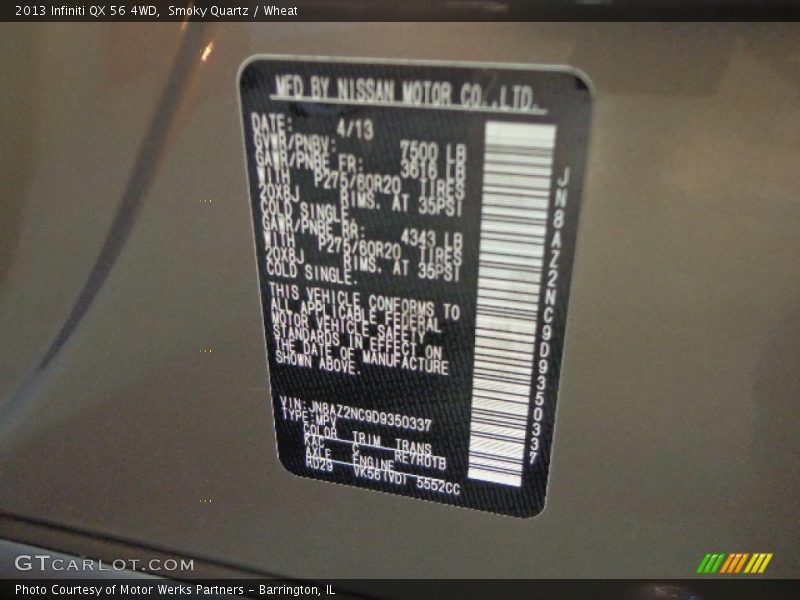 2013 Infiniti QX 56 4WD, Smoky Quartz / Wheat
MFD BY NISSAN MOTOR CO.,LTD.
DATE: 4/13
GVWR/PNBV: 7500 LB
GAWR/PNBE FR: 3616 LB
WITH P275/60R20 TIRES
20X8J RIMS. AT 35PSI
COLD SINGLE.
GAWR/PNBE RR: 4343 LB
WITH P275/60R20 TIRES
20X8J RIMS. AT 35PSI
COLD SINGLE.
THIS VEHICLE CONFORMS TO
ALL APPLICABLE FEDERAL
MOTOR VEHICLE SAFETY
STANDARDS IN EFFECT ON
THE DATE OF MANUFACTURE
SHOWN ABOVE.
VIN:JN8AZ2NC9D9350337
TYPE:MPV
COLOR TRIM TRANS
KAC C RE7R01B
AXLE ENGINE
RD29 VK56(VD) 5552CC
JN8AZ2NC9D9350337
GTCARLOT.COM
Photo Courtesy of Motor Werks Partners - Barrington, IL